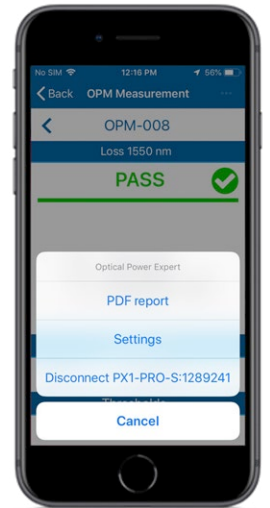 No SIM 12:16 PM 56%
Back OPM Measurement ...
OPM-008
Loss 1550 nm
PASS
Optical Power Expert
PDF report
Settings
Disconnect PX1-PRO-S:1289241
Thresholds
Cancel